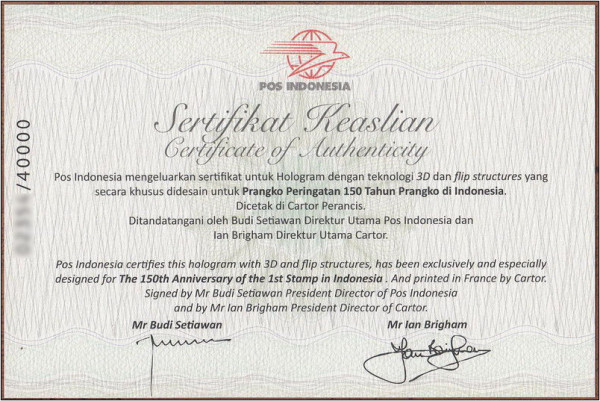 POS INDONESIA
Sertifikat Keaslian
Certificate of Authenticity
/40000
Pos Indonesia mengeluarkan sertifikat untuk Hologram dengan teknologi 3D dan flip structures yang
secara khusus didesain untuk Prangko Peringatan 150 Tahun Prangko di Indonesia.
Dicetak di Cartor Perancis.
Ditandatangani oleh Budi Setiawan Direktur Utama Pos Indonesia dan
Ian Brigham Direktur Utama Cartor.
Pos Indonesia certifies this hologram with 3D and flip structures, has been exclusively and especially
designed for The 150th Anniversary of the 1st Stamp in Indonesia . And printed in France by Cartor.
Signed by Mr Budi Setiawan President Director of Pos Indonesia
and by Mr Ian Brigham President Director of Cartor.
Mr Budi Setiawan Mr Ian Brigham